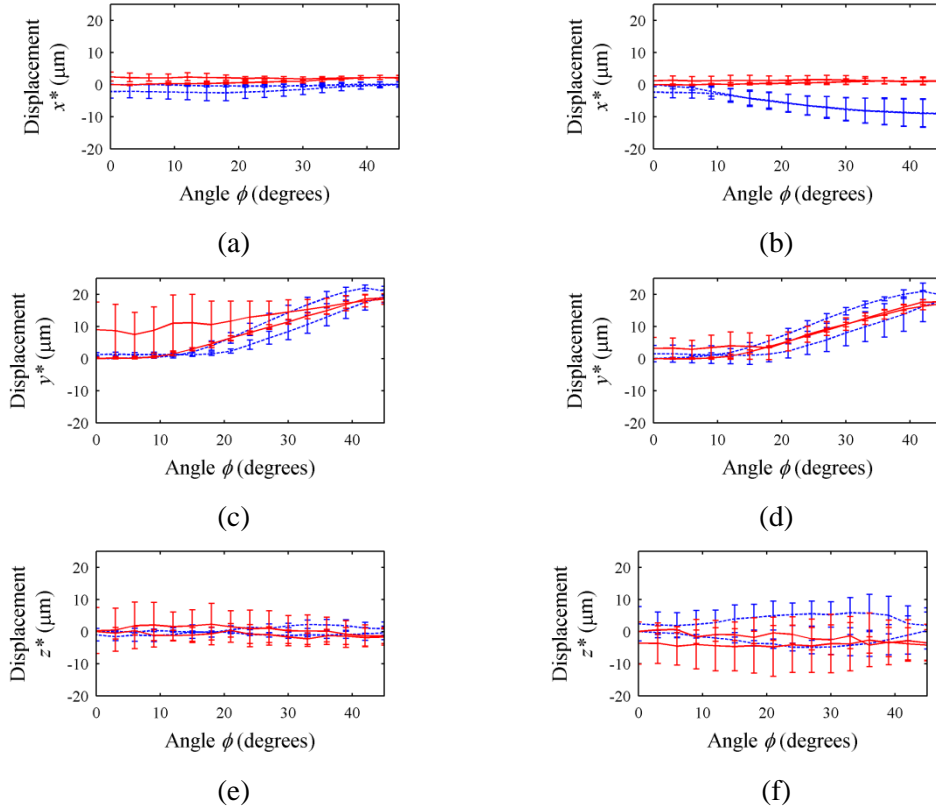 Displacement
x* (μm)
20
10
0
-10
-20
0 10 20 30 40
Angle ϕ (degrees)
(a)
Displacement
x* (μm)
20
10
0
-10
-20
0 10 20 30 40
Angle ϕ (degrees)
(b)
Displacement
y* (μm)
20
10
0
-10
-20
0 10 20 30 40
Angle ϕ (degrees)
(c)
Displacement
y* (μm)
20
10
0
-10
-20
0 10 20 30 40
Angle ϕ (degrees)
(d)
Displacement
z* (μm)
20
10
0
-10
-20
0 10 20 30 40
Angle ϕ (degrees)
(e)
Displacement
z* (μm)
20
10
0
-10
-20
0 10 20 30 40
Angle ϕ (degrees)
(f)